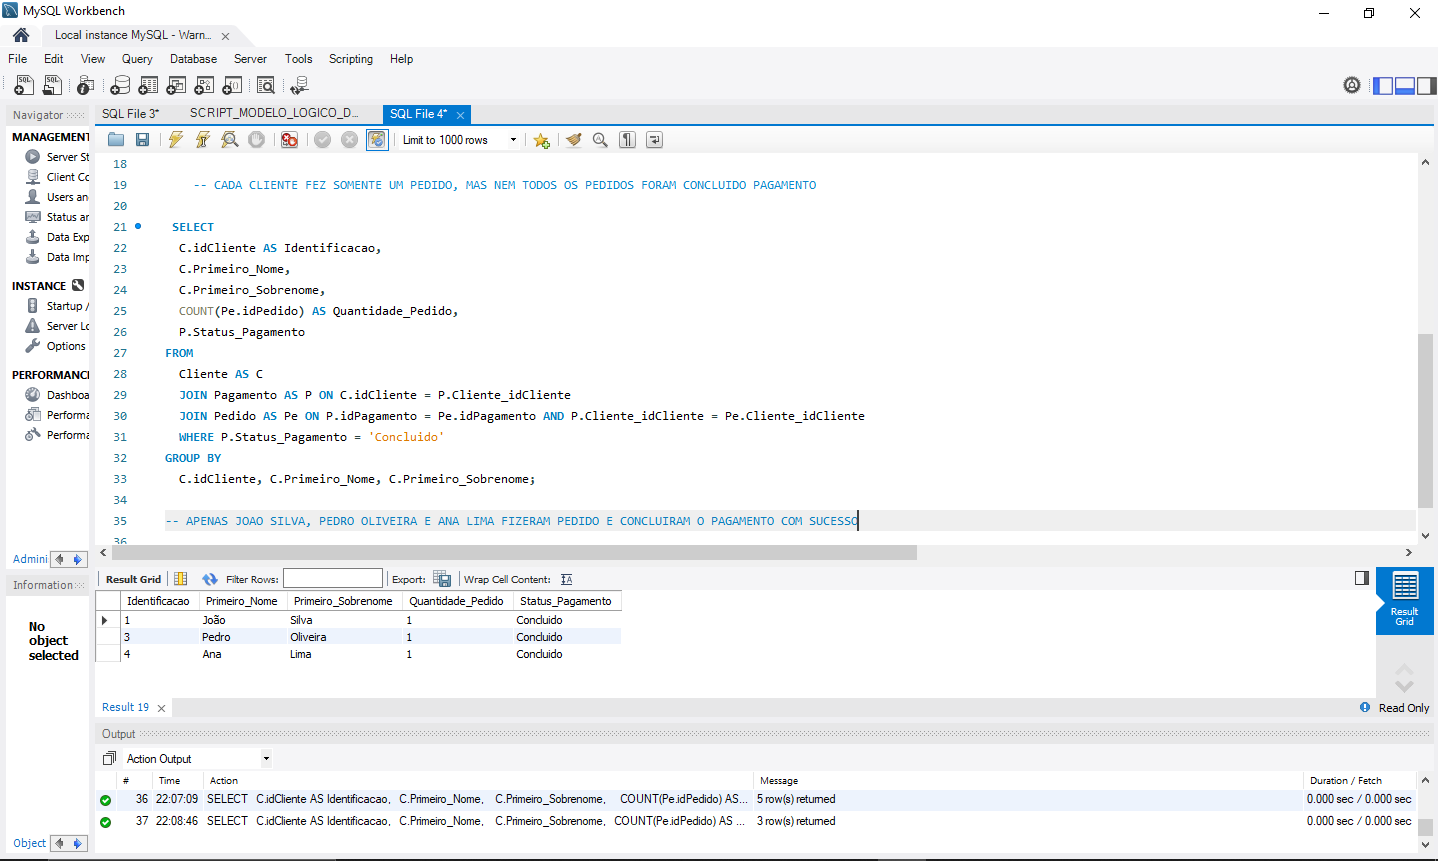 MySQL Workbench
Local instance MySQL - Warn...
File Edit View Query Database Server Tools Scripting Help
Navigator
SQL File 3* SCRIPT_MODELO_LOGICO_D... SQL File 4*
MANAGEMENT
Server St
Client Co
Users an
Status an
Data Exp
Data Imp
INSTANCE
Startup /
Server Lo
Options
PERFORMANC
Dashboa
Performa
Performa
Admini
Information
No
object
selected
Object
Limit to 1000 rows
18
19 -- CADA CLIENTE FEZ SOMENTE UM PEDIDO, MAS NEM TODOS OS PEDIDOS FORAM CONCLUIDO PAGAMENTO
20
21 SELECT
22 C.idCliente AS Identificacao,
23 C.Primeiro_Nome,
24 C.Primeiro_Sobrenome,
25 COUNT(Pe.idPedido) AS Quantidade_Pedido,
26 P.Status_Pagamento
27 FROM
28 Cliente AS C
29 JOIN Pagamento AS P ON C.idCliente = P.Cliente_idCliente
30 JOIN Pedido AS Pe ON P.idPagamento = Pe.idPagamento AND P.Cliente_idCliente = Pe.Cliente_idCliente
31 WHERE P.Status_Pagamento = 'Concluido'
32 GROUP BY
33 C.idCliente, C.Primeiro_Nome, C.Primeiro_Sobrenome;
34
35 -- APENAS JOAO SILVA, PEDRO OLIVEIRA E ANA LIMA FIZERAM PEDIDO E CONCLUIRAM O PAGAMENTO COM SUCESSO
36
Result Grid Filter Rows: Export: Wrap Cell Content:
Identificacao Primeiro_Nome Primeiro_Sobrenome Quantidade_Pedido Status_Pagamento
1 João Silva 1 Concluido
3 Pedro Oliveira 1 Concluido
4 Ana Lima 1 Concluido
Result
Grid
Result 19
Read Only
Output
Action Output
# Time Action Message Duration / Fetch
36 22:07:09 SELECT C.idCliente AS Identificacao, C.Primeiro_Nome, C.Primeiro_Sobrenome, COUNT(Pe.idPedido) AS... 5 row(s) returned 0.000 sec / 0.000 sec
37 22:08:46 SELECT C.idCliente AS Identificacao, C.Primeiro_Nome, C.Primeiro_Sobrenome, COUNT(Pe.idPedido) AS ... 3 row(s) returned 0.000 sec / 0.000 sec